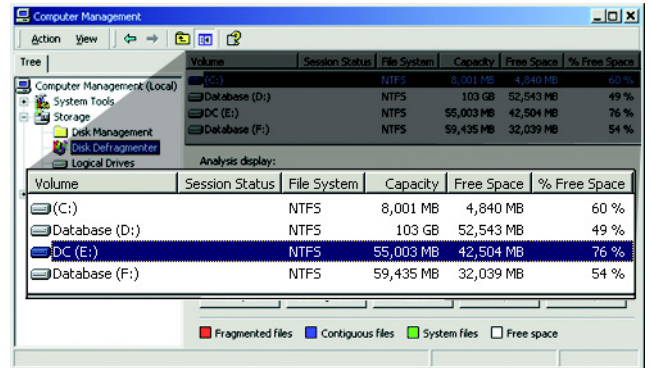 Computer Management
Action View
Tree
Volume Session Status File System Capacity Free Space % Free Space
Computer Management (Local)
System Tools
Storage
Disk Management
Disk Defragmenter
Logical Drives
(C:) NTFS 8,001 MB 4,840 MB 60 %
Database (D:) NTFS 103 GB 52,543 MB 49 %
DC (E:) NTFS 55,003 MB 42,504 MB 76 %
Database (F:) NTFS 59,435 MB 32,039 MB 54 %
Analysis display:
Volume Session Status File System Capacity Free Space % Free Space
(C:) NTFS 8,001 MB 4,840 MB 60 %
Database (D:) NTFS 103 GB 52,543 MB 49 %
DC (E:) NTFS 55,003 MB 42,504 MB 76 %
Database (F:) NTFS 59,435 MB 32,039 MB 54 %
Fragmented files Contiguous files System files Free space